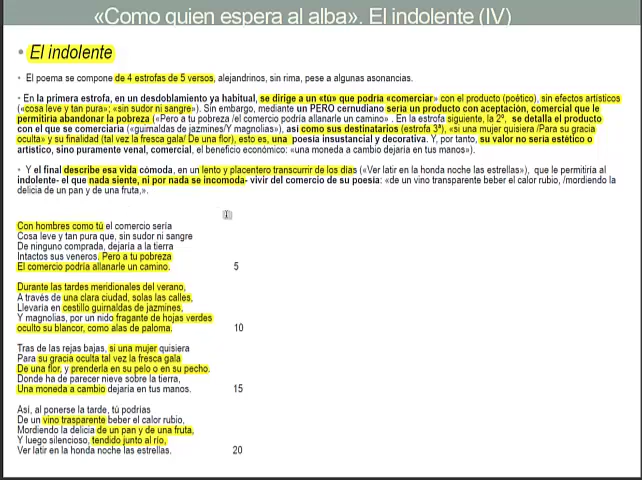 «Como quien espera al alba». El indolente (IV)
• El indolente
• El poema se compone de 4 estrofas de 5 versos, alejandrinos, sin rima, pese a algunas asonancias.
• En la primera estrofa, en un desdoblamiento ya habitual, se dirige a un «tú» que podría «comerciar» con el producto (poético), sin efectos artísticos
(«cosa leve y tan pura»; «sin sudor ni sangre»). Sin embargo, mediante un PERO cernudiano sería un producto con aceptación, comercial que le
permitiría abandonar la pobreza («Pero a tu pobreza /el comercio podría allanarle un camino» . En la estrofa siguiente, la 2ª, se detalla el producto
con el que se comerciaría («guirnaldas de jazmines/Y magnolias»), así como sus destinatarios (estrofa 3ª), «si una mujer quisiera /Para su gracia
oculta» y su finalidad (tal vez la fresca gala/ De una flor), esto es, una poesía insustancial y decorativa. Y, por tanto, su valor no sería estético o
artístico, sino puramente venal, comercial, el beneficio económico: «una moneda a cambio dejaría en tus manos»).
• Y el final describe esa vida cómoda, en un lento y placentero transcurrir de los días («Ver latir en la honda noche las estrellas»), que le permitiría al
indolente- el que nada siente, ni por nada se incomoda- vivir del comercio de su poesía: «de un vino transparente beber el calor rubio, /mordiendo la
delicia de un pan y de una fruta,».
Con hombres como tú el comercio sería
Cosa leve y tan pura que, sin sudor ni sangre
De ninguno comprada, dejaría a la tierra
Intactos sus veneros. Pero a tu pobreza
El comercio podría allanarle un camino. 5
Durante las tardes meridionales del verano,
A través de una clara ciudad, solas las calles,
Llevaría en cestillo guirnaldas de jazmines,
Y magnolias, por un nido fragante de hojas verdes
oculto su blancor, como alas de paloma. 10
Tras de las rejas bajas, si una mujer quisiera
Para su gracia oculta tal vez la fresca gala
De una flor, y prenderla en su pelo o en su pecho.
Donde ha de parecer nieve sobre la tierra,
Una moneda a cambio dejaría en tus manos. 15
Así, al ponerse la tarde, tú podrías
De un vino trasparente beber el calor rubio,
Mordiendo la delicia de un pan y de una fruta,
Y luego silencioso, tendido junto al río,
Ver latir en la honda noche las estrellas. 20